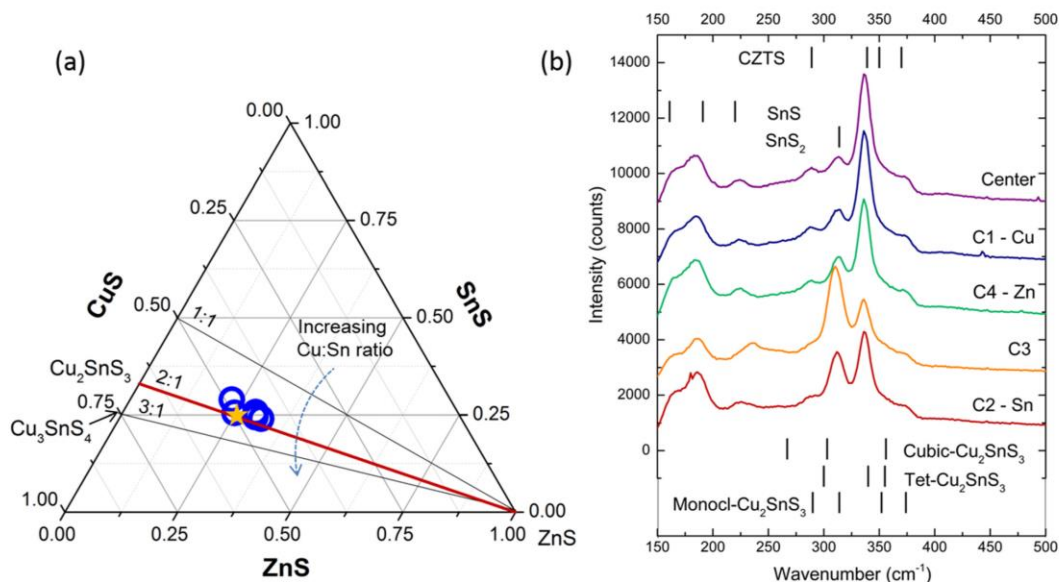 (a)
0.00
1.00
0.25
0.75
CuS
SnS
0.50
0.50
1:1
Increasing
Cu:Sn ratio
Cu₂SnS₃
2:1
0.75
3:1
0.25
Cu₃SnS₄
1.00
0.00
0.00
0.25
0.50
0.75
1.00
ZnS
ZnS
(b)
150 200 250 300 350 400 450 500
14000
12000
10000
8000
6000
4000
2000
0
Intensity (counts)
CZTS
SnS
SnS₂
Center
C1 - Cu
C4 - Zn
C3
C2 - Sn
Cubic-Cu₂SnS₃
Tet-Cu₂SnS₃
Monocl-Cu₂SnS₃
150 200 250 300 350 400 450 500
Wavenumber (cm⁻¹)